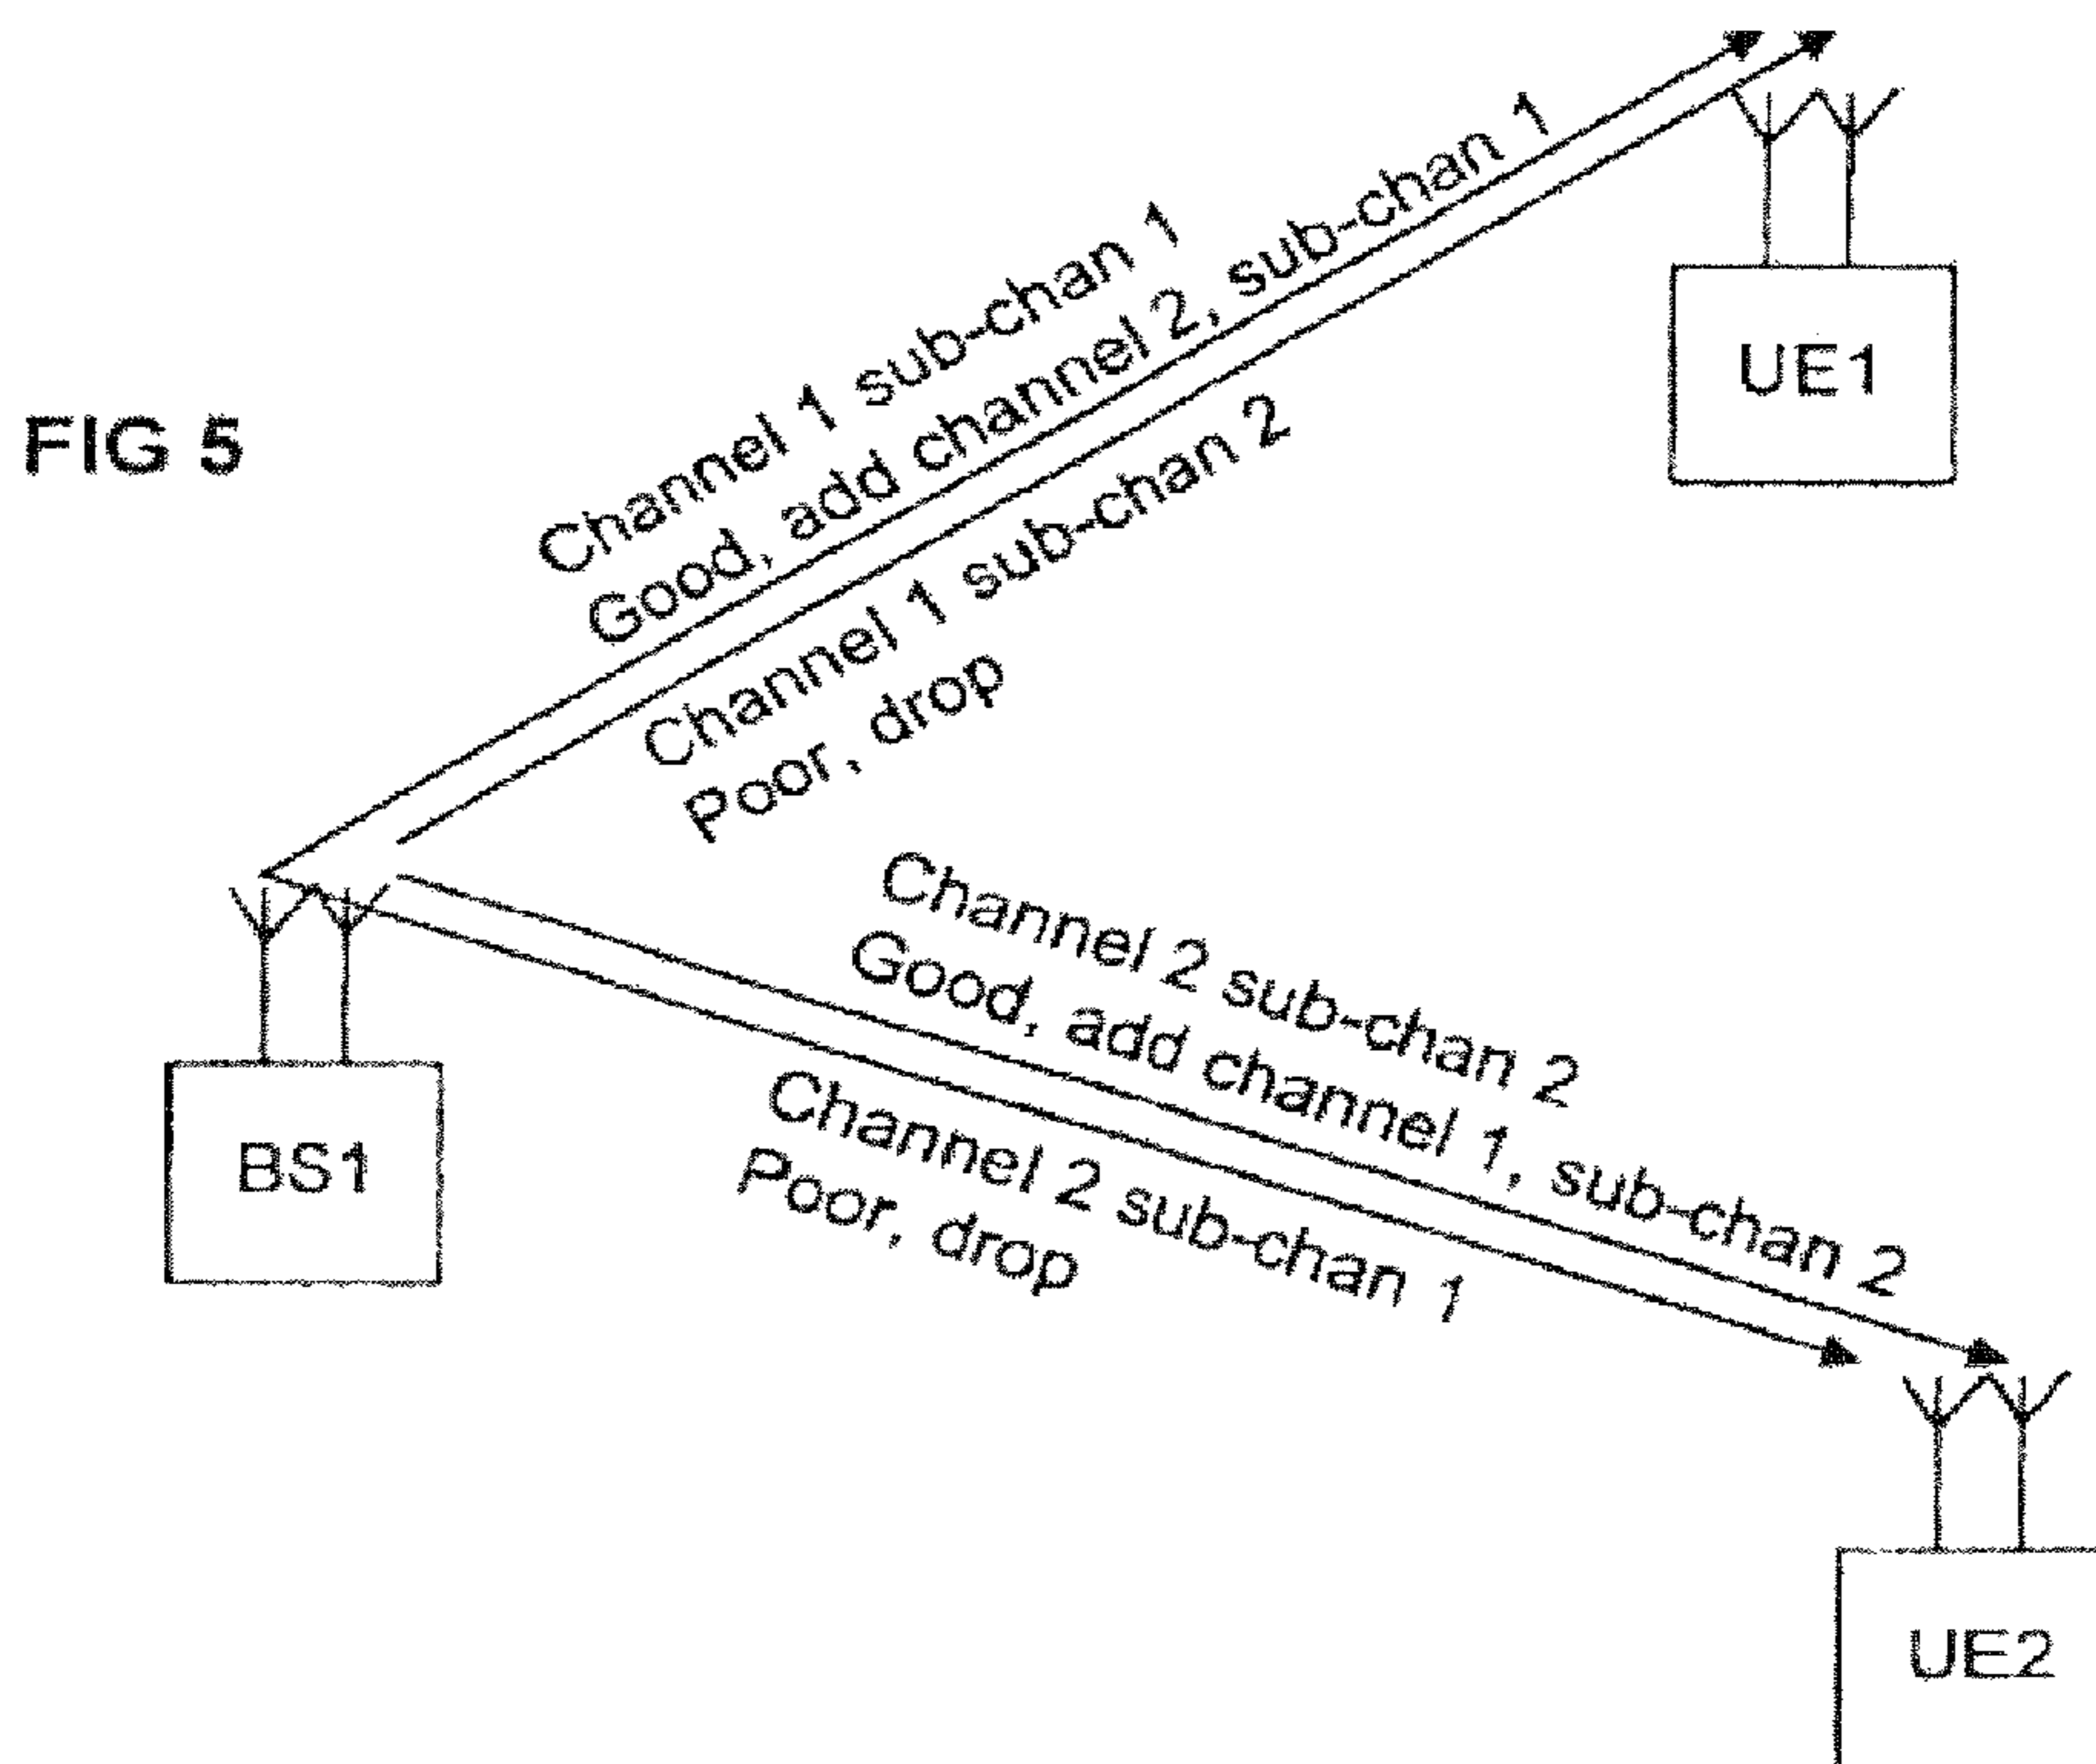 FIG 5
Channel 1 sub-chan 1
Good, add channel 2, sub-chan 1
Channel 1 sub-chan 2
Poor, drop
UE1
Channel 2 sub-chan 2
Good, add channel 1, sub-chan 2
Channel 2 sub-chan 1
Poor, drop
BS1
UE2